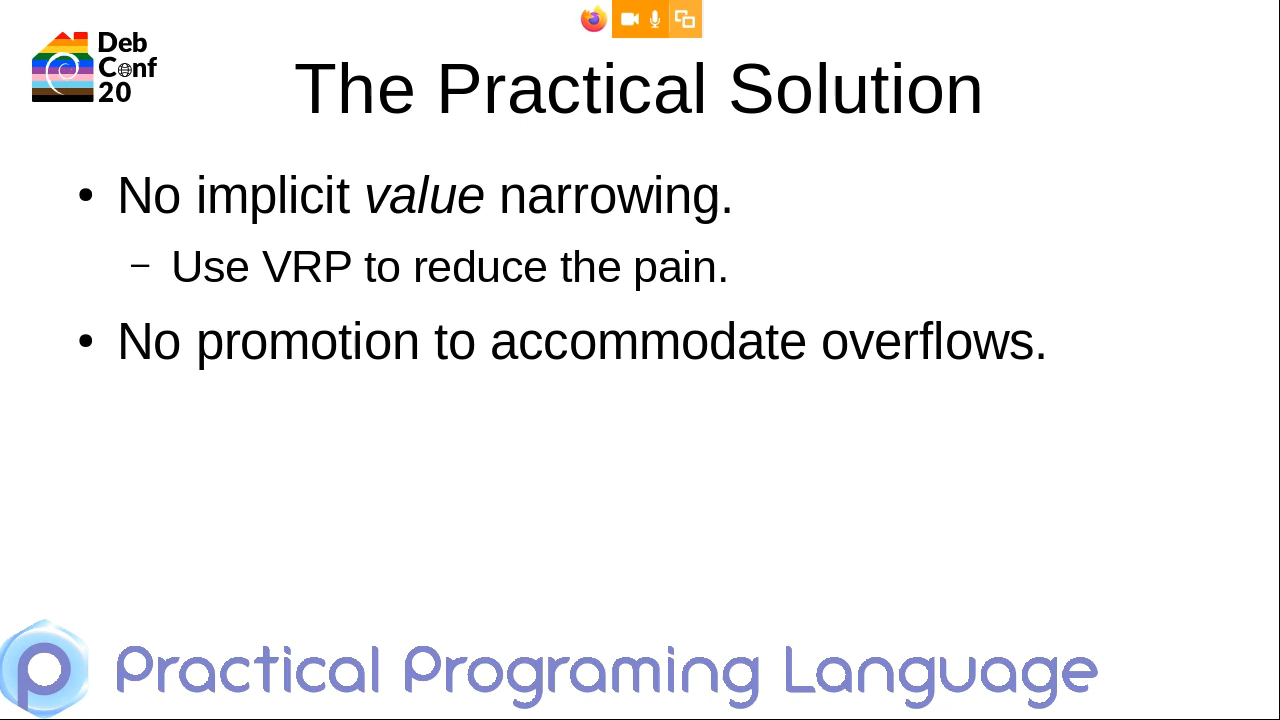 Deb
Conf
20
The Practical Solution
• No implicit value narrowing.
– Use VRP to reduce the pain.
• No promotion to accommodate overflows.
Practical Programing Language